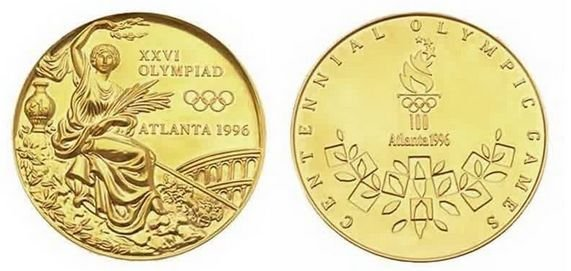 XXVI
OLYMPIAD
ATLANTA 1996
CENTENNIAL OLYMPIC GAMES
100
Atlanta 1996